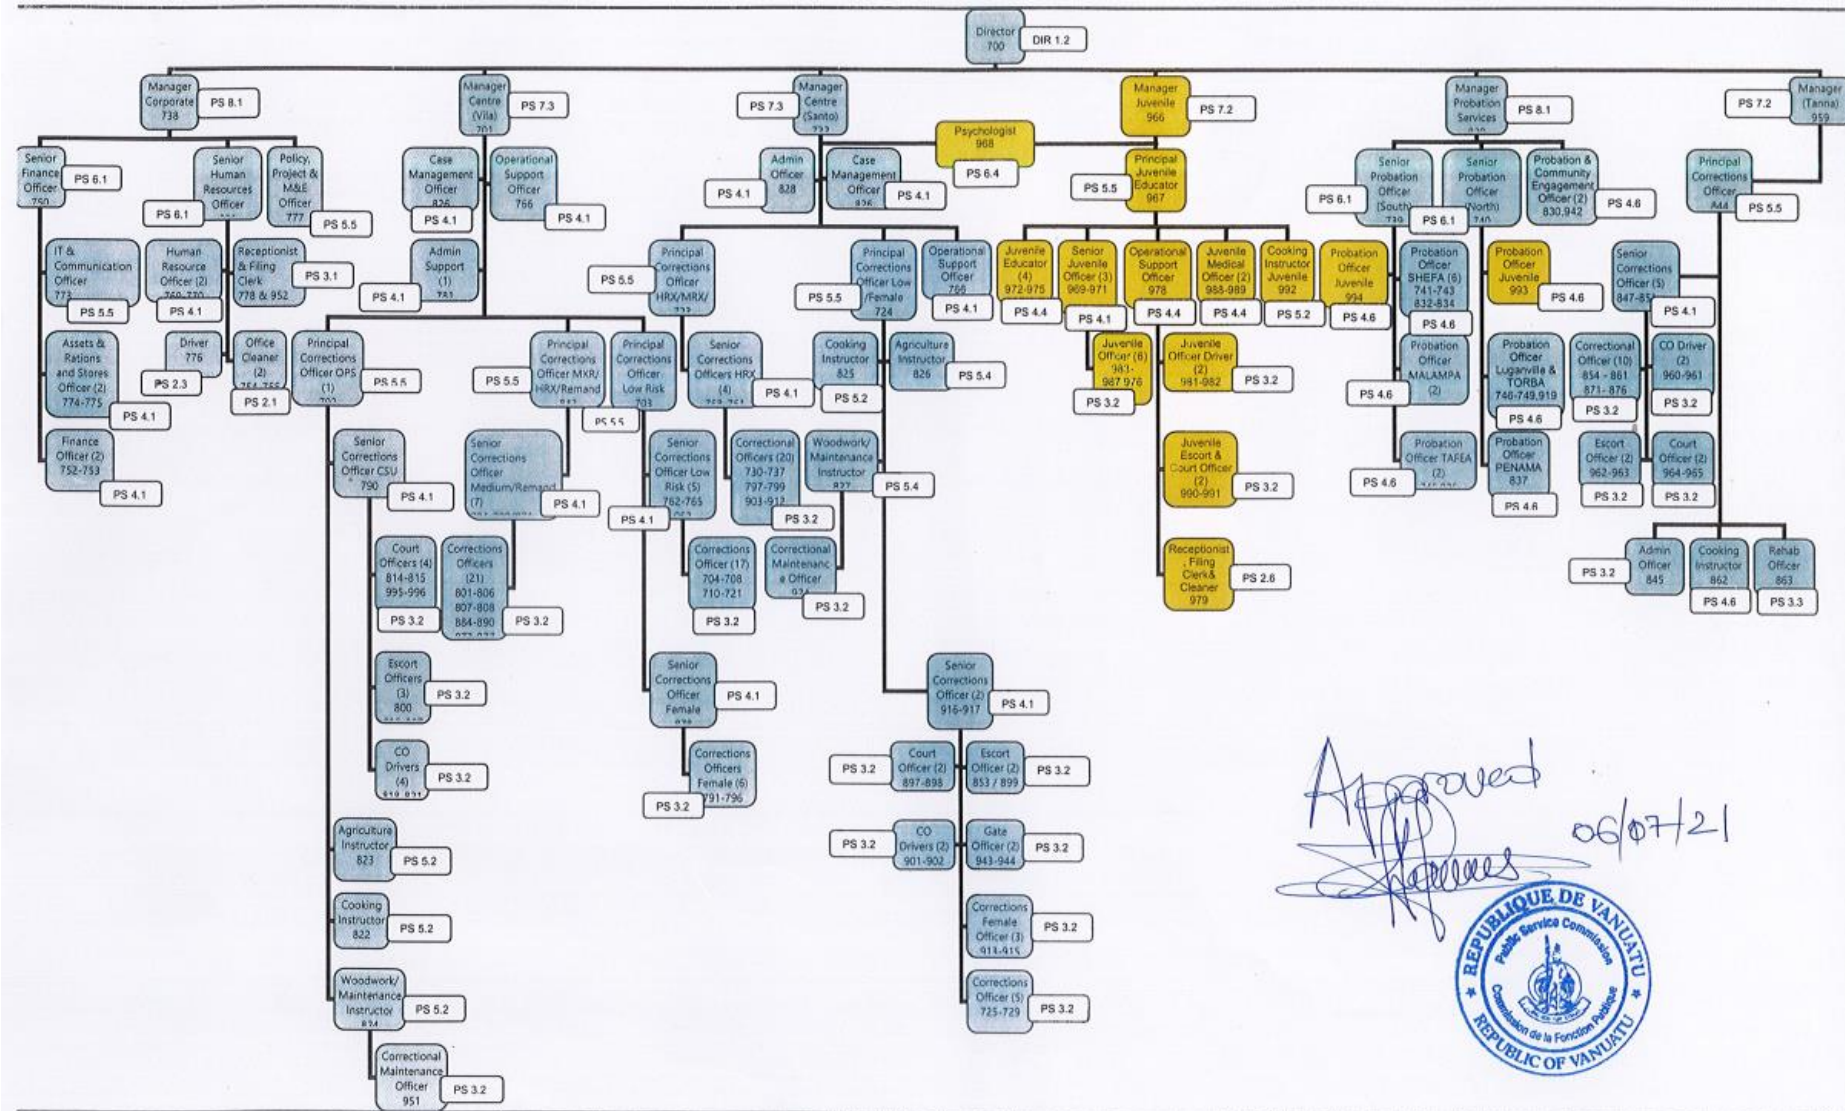 Director
700
DIR 1.2
Manager
Corporate
738
PS 8.1
Manager
Centre
(Vila)
701
PS 7.3
PS 7.3
Manager
Centre
(Santo)
Manager
Juvenile
966
PS 7.2
Manager
Probation
Services
PS 8.1
PS 7.2
Manager
(Tanna)
959
Senior
Finance
Officer
750
PS 6.1
Senior
Human
Resources
Officer
PS 6.1
Policy,
Project &
M&E
Officer
777
PS 5.5
Case
Management
Officer
826
PS 4.1
Operational
Support
Officer
766
PS 4.1
Admin
Officer
828
PS 4.1
Case
Management
Officer
PS 4.1
Psychologist
968
PS 6.4
Principal
Juvenile
Educator
967
PS 5.5
Senior
Probation
Officer
(South)
739
PS 6.1
Senior
Probation
Officer
(North)
740
PS 6.1
Probation &
Community
Engagement
Officer (2)
830,942
PS 4.6
Principal
Corrections
Officer
PS 5.5
IT &
Communication
Officer
773
PS 5.5
Human
Resource
Officer (2)
769-770
PS 4.1
Receptionist
& Filing
Clerk
778 & 952
PS 3.1
Admin
Support
(1)
781
PS 4.1
Principal
Corrections
Officer
HRX/MRX/
PS 5.5
Principal
Corrections
Officer Low
/Female
724
PS 5.5
Operational
Support
Officer
PS 4.1
Juvenile
Educator
(4)
972-975
PS 4.4
Senior
Juvenile
Officer (3)
969-971
PS 4.1
Operational
Support
Officer
978
PS 4.4
Juvenile
Medical
Officer (2)
988-989
PS 4.4
Cooking
Instructor
Juvenile
992
PS 5.2
Probation
Officer
Juvenile
994
PS 4.6
Probation
Officer
SHEFA (6)
741-743
832-834
PS 4.6
Probation
Officer
Juvenile
993
PS 4.6
Senior
Corrections
Officers (5)
PS 4.1
Assets &
Rations
and Stores
Officer (2)
774-775
PS 4.1
Driver
776
PS 2.3
Office
Cleaner
(2)
PS 2.1
Principal
Corrections
Officer OPS
(1)
702
PS 5.5
Principal
Corrections
Officer MXR/
HRX/Remand
PS 5.5
Principal
Corrections
Officer
Low Risk
703
PS 5.5
Senior
Corrections
Officers HRX
(4)
PS 4.1
Cooking
Instructor
825
PS 5.2
Agriculture
Instructor
826
PS 5.4
Juvenile
Officer (6)
983-
987 976
PS 3.2
Juvenile
Officer Driver
(2)
981-982
PS 3.2
Probation
Officer
MALAMPA
(2)
PS 4.6
Probation
Officer
Luganville &
TORBA
746-749,919
PS 4.6
Correctional
Officer (10)
854 - 861
871- 876
PS 3.2
CO Driver
(2)
960-961
PS 3.2
Finance
Officer (2)
752-753
PS 4.1
Senior
Corrections
Officer CSU
790
PS 4.1
Senior
Corrections
Officer
Medium/Remand
(7)
PS 4.1
Senior
Corrections
Officer Low
Risk (5)
762-765
PS 4.1
Correctional
Officers (20)
730-737
797-799
903-912
PS 3.2
Woodwork/
Maintenance
Instructor
827
PS 5.4
Juvenile
Escort &
Court Officer
(2)
990-991
PS 3.2
Probation
Officer TAFEA
(2)
PS 4.6
Probation
Officer
PENAMA
837
PS 4.6
Escort
Officer (2)
962-963
PS 3.2
Court
Officer (2)
964-965
PS 3.2
Court
Officers (4)
814-815
995-996
PS 3.2
Corrections
Officers
(21)
801-806
807-808
884-890
PS 3.2
Corrections
Officer (17)
704-708
710-721
PS 3.2
Correctional
Maintenanc
e Officer
PS 3.2
Receptionist
, Filing
Clerk&
Cleaner
979
PS 2.6
PS 3.2
Admin
Officer
845
Cooking
Instructor
862
PS 4.6
Rehab
Officer
863
PS 3.3
Escort
Officers
(3)
800
PS 3.2
Senior
Corrections
Officer
Female
PS 4.1
Senior
Corrections
Officer (2)
916-917
PS 4.1
CO
Drivers
(4)
PS 3.2
Corrections
Officers
Female (6)
791-796
PS 3.2
PS 3.2
Court
Officer (2)
897-898
Escort
Officer (2)
853 / 899
PS 3.2
Agriculture
Instructor
823
PS 5.2
PS 3.2
CO
Drivers (2)
901-902
Gate
Officer (2)
943-944
PS 3.2
Cooking
Instructor
822
PS 5.2
Corrections
Female
Officer (3)
913-915
PS 3.2
Woodwork/
Maintenance
Instructor
824
PS 5.2
Corrections
Officer (5)
725-729
PS 3.2
Correctional
Maintenance
Officer
951
PS 3.2
Approved
06/07/21
REPUBLIQUE DE VANUATU
Public Service Commission
Commission de la Fonction Publique
REPUBLIC OF VANUATU